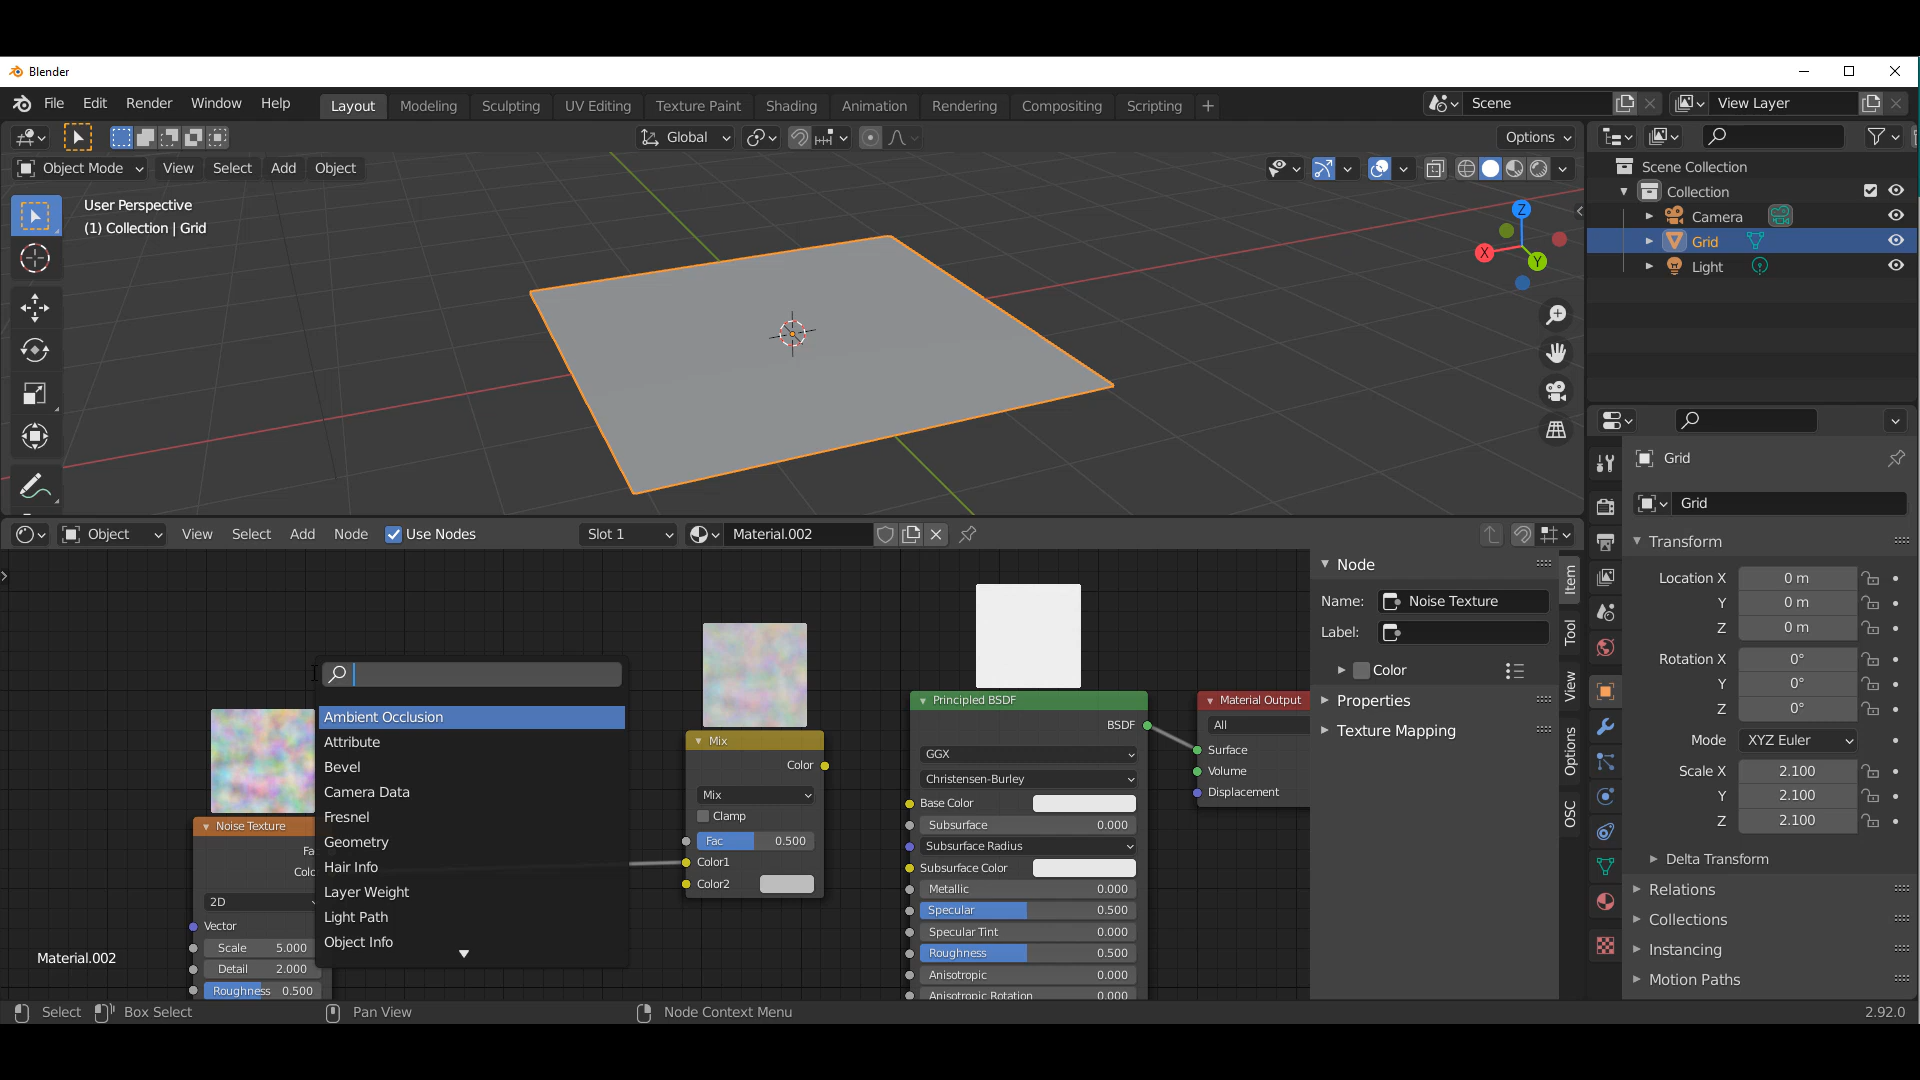 Blender
File Edit Render Window Help Layout Modeling Sculpting UV Editing Texture Paint Shading Animation Rendering Compositing Scripting Scene View Layer
Global Options
Object Mode View Select Add Object
User Perspective
(1) Collection | Grid
Z
X
Y
Scene Collection
Collection
Camera
Grid
Light
Object View Select Add Node Use Nodes Slot 1 Material.002
Ambient Occlusion
Attribute
Bevel
Camera Data
Fresnel
Geometry
Hair Info
Layer Weight
Light Path
Object Info
Noise Texture
Fa
Colo
2D
Vector
Scale 5.000
Detail 2.000
Roughness 0.500
Material.002
Mix
Color
Mix
Clamp
Fac 0.500
Color1
Color2
Principled BSDF
BSDF
GGX
Christensen-Burley
Base Color
Subsurface 0.000
Subsurface Radius
Subsurface Color
Metallic 0.000
Specular 0.500
Specular Tint 0.000
Roughness 0.500
Anisotropic 0.000
Anisotropic Rotation 0.000
Material Output
All
Surface
Volume
Displacement
Node
Name: Noise Texture
Label:
Color
Properties
Texture Mapping
Item
Tool
View
Options
OSC
Grid
Grid
Transform
Location X 0 m
Y 0 m
Z 0 m
Rotation X 0°
Y 0°
Z 0°
Mode XYZ Euler
Scale X 2.100
Y 2.100
Z 2.100
Delta Transform
Relations
Collections
Instancing
Motion Paths
Select Box Select Pan View Node Context Menu 2.92.0